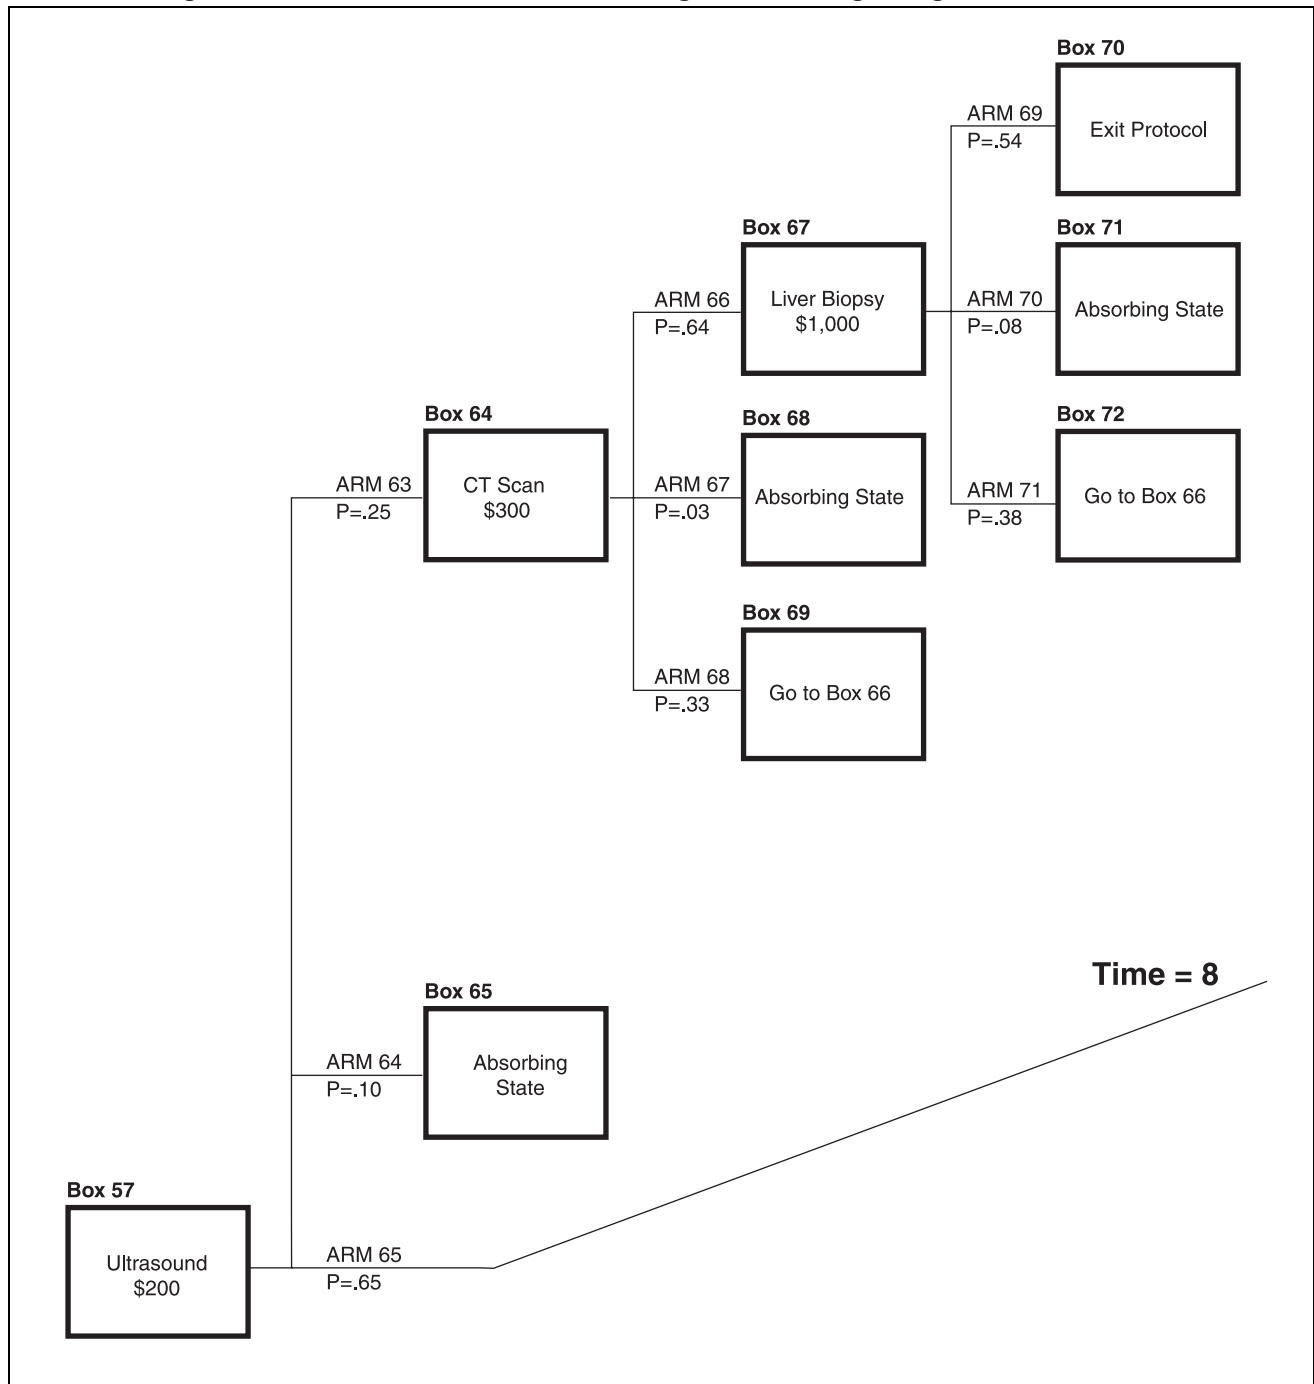 Box 70
ARM 69
P=.54
Exit Protocol
Box 67
Box 71
ARM 66
P=.64
Liver Biopsy
$1,000
ARM 70
P=.08
Absorbing State
Box 64
Box 68
Box 72
ARM 63
P=.25
CT Scan
$300
ARM 67
P=.03
Absorbing State
ARM 71
P=.38
Go to Box 66
Box 69
ARM 68
P=.33
Go to Box 66
Time = 8
Box 65
ARM 64
P=.10
Absorbing
State
Box 57
Ultrasound
$200
ARM 65
P=.65